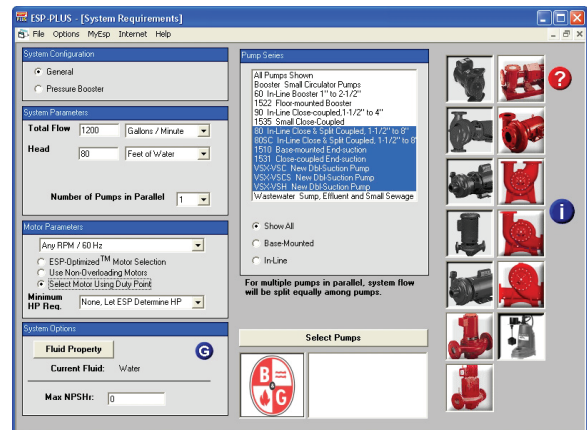 ESP-PLUS - [System Requirements]
File Options MyEsp Internet Help
System Configuration
General
Pressure Booster
System Parameters
Total Flow 1200 Gallons / Minute
Head 80 Feet of Water
Number of Pumps in Parallel 1
Motor Parameters
Any RPM / 60 Hz
ESP-Optimized TM Motor Selection
Use Non-Overloading Motors
Select Motor Using Duty Point
Minimum HP Req. None, Let ESP Determine HP
System Options
Fluid Property G
Current Fluid: Water
Max NPSHr: 0
Pump Series
All Pumps Shown
Booster Small Circulator Pumps
60 In-Line Booster 1" to 2-1/2"
1522 Floor-mounted Booster
90 In-Line Close-coupled,1-1/2" to 4"
1535 Small Close-Coupled
80 In-Line Close & Split Coupled, 1-1/2" to 8"
80SC In-Line Close & Split Coupled, 1-1/2" to 8"
1510 Base-mounted End-suction
1531 Close-coupled End-suction
VSX-VSC New Dbl-Suction Pump
VSX-VSCS New Dbl-Suction Pump
VSX-VSH New Dbl-Suction Pump
Wastewater Sump, Effluent and Small Sewage
Show All
Base-Mounted
In-Line
For multiple pumps in parallel, system flow
will be split equally among pumps.
Select Pumps
B G
?
i